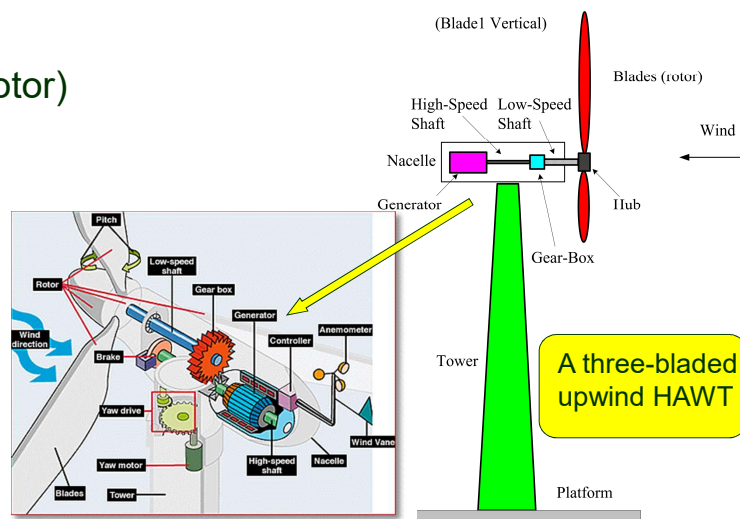 otor)
(Blade1 Vertical)
Blades (rotor)
High-Speed
Shaft
Low-Speed
Shaft
Wind
Nacelle
Generator
Hub
Gear-Box
Tower
Platform
A three-bladed
upwind HAWT
Pitch
Rotor
Low-speed
shaft
Gear box
Generator
Controller
Anemometer
Wind
direction
Brake
Yaw drive
Yaw motor
Blades
Tower
High-speed
shaft
Nacelle
Wind Vane